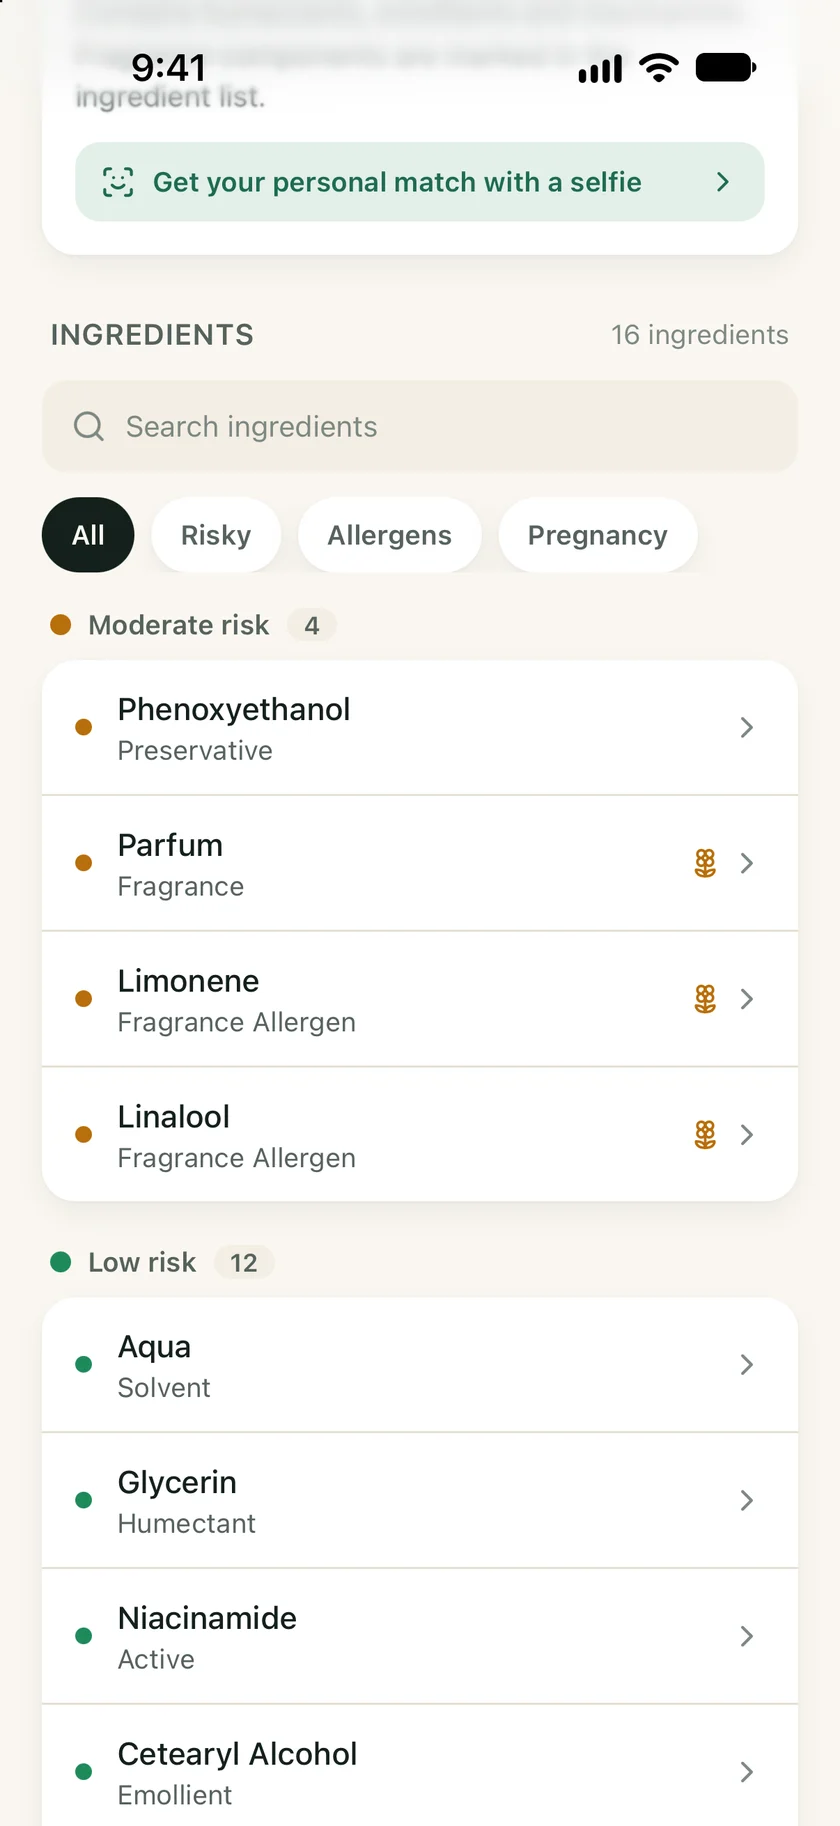 9:41
ingredient list.
Get your personal match with a selfie
INGREDIENTS
16 ingredients
Search ingredients
All
Risky
Allergens
Pregnancy
Moderate risk 4
Phenoxyethanol
Preservative
Parfum
Fragrance
Limonene
Fragrance Allergen
Linalool
Fragrance Allergen
Low risk 12
Aqua
Solvent
Glycerin
Humectant
Niacinamide
Active
Cetearyl Alcohol
Emollient